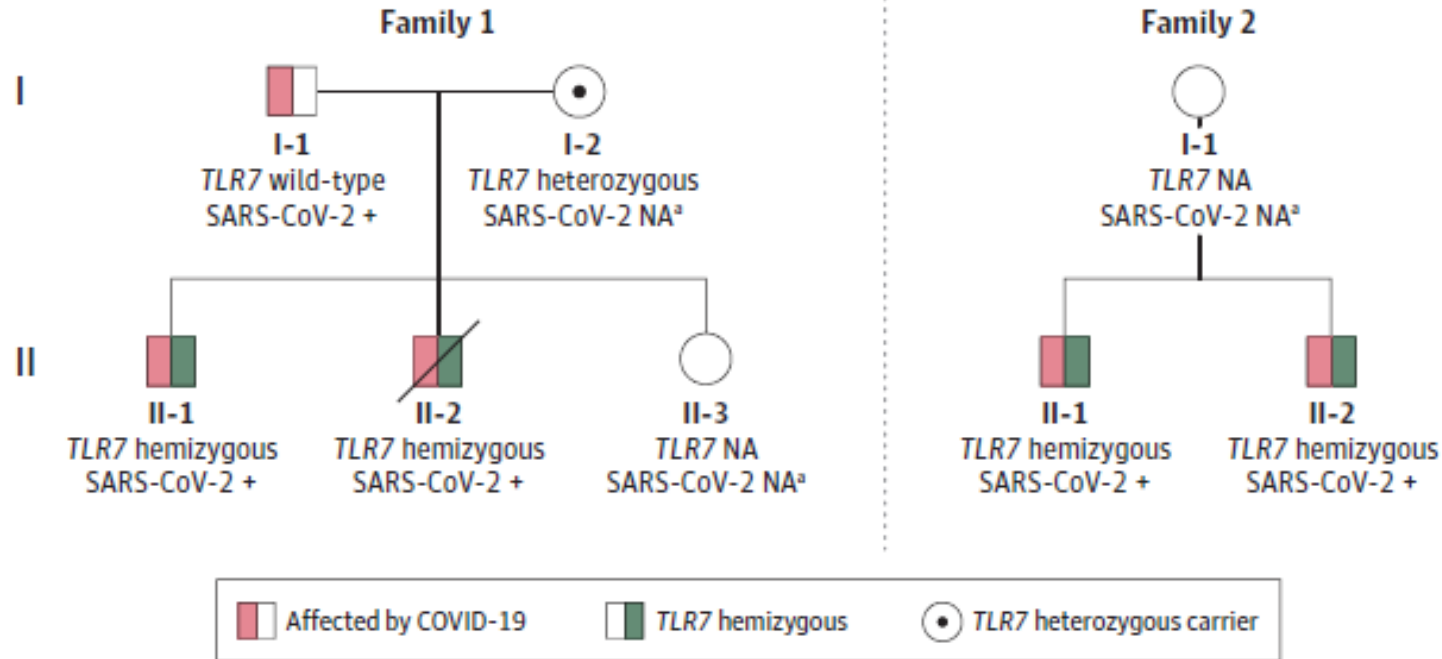 Family 1
Family 2
I
I-1
TLR7 wild-type
SARS-CoV-2 +
I-2
TLR7 heterozygous
SARS-CoV-2 NAª
I-1
TLR7 NA
SARS-CoV-2 NAª
II
II-1
TLR7 hemizygous
SARS-CoV-2 +
II-2
TLR7 hemizygous
SARS-CoV-2 +
II-3
TLR7 NA
SARS-CoV-2 NAª
II-1
TLR7 hemizygous
SARS-CoV-2 +
II-2
TLR7 hemizygous
SARS-CoV-2 +
Affected by COVID-19
TLR7 hemizygous
TLR7 heterozygous carrier